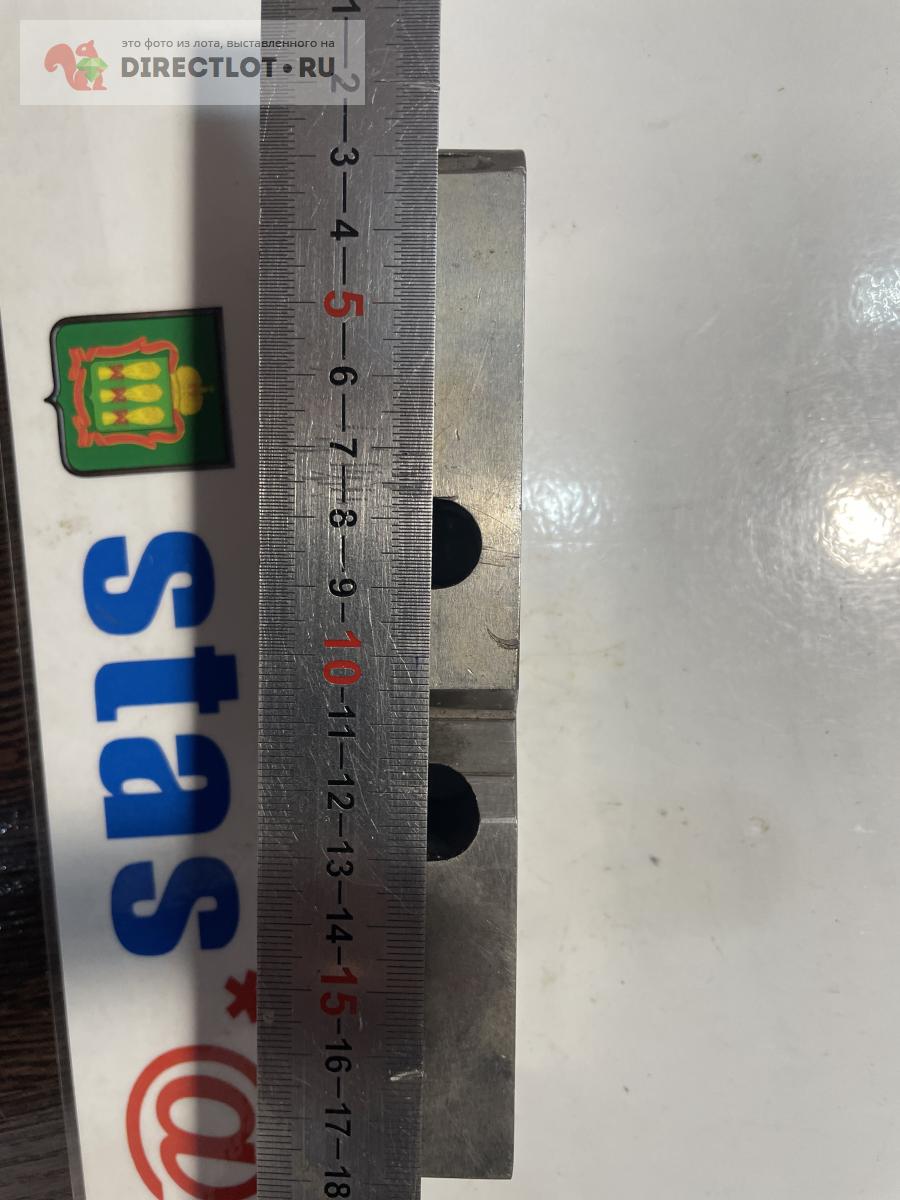 это фото из лота, выставленного на
DIRECTLOT.RU
1 2 3 4 5 6 7 8 9 10 11 12 13 14 15 16 17 18
stas*@